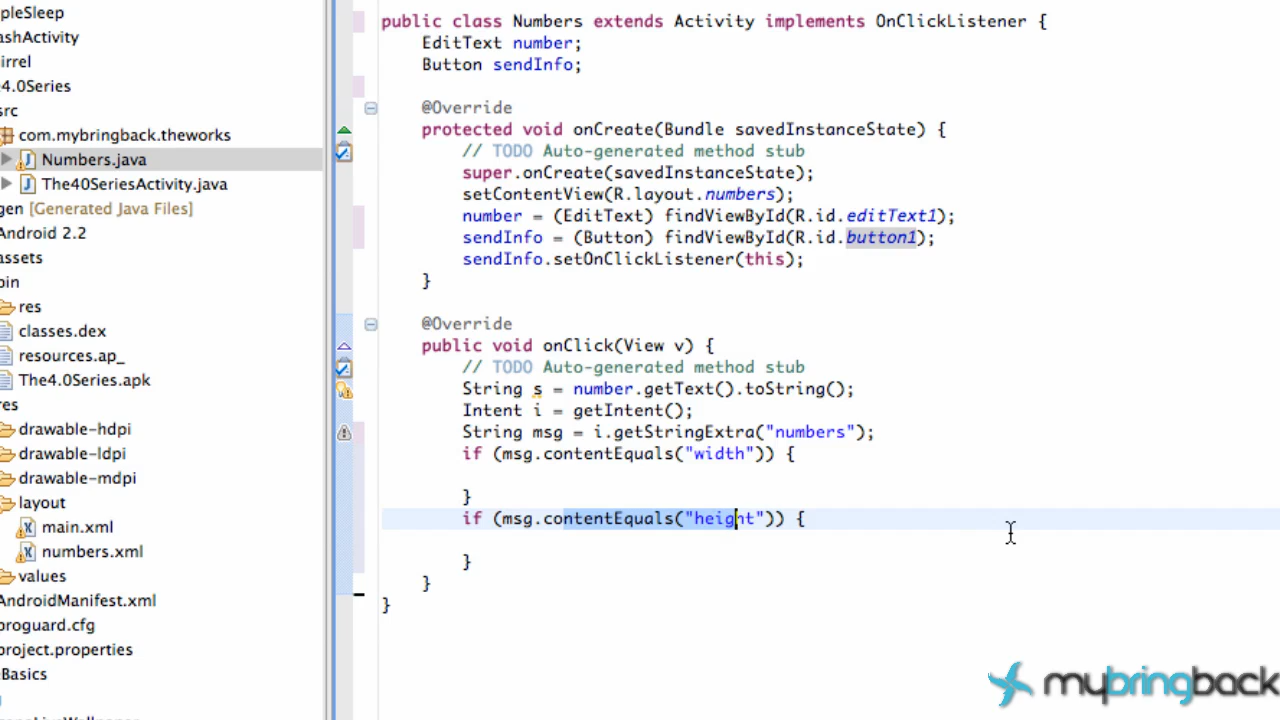 pleSleep
ashActivity
irrel
e4.0Series
src
com.mybringback.theworks
Numbers.java
The40SeriesActivity.java
gen [Generated Java Files]
Android 2.2
assets
bin
res
classes.dex
resources.ap_
The4.0Series.apk
res
drawable-hdpi
drawable-ldpi
drawable-mdpi
layout
main.xml
numbers.xml
values
AndroidManifest.xml
proguard.cfg
project.properties
Basics
public class Numbers extends Activity implements OnClickListener {
EditText number;
Button sendInfo;
@Override
protected void onCreate(Bundle savedInstanceState) {
// TODO Auto-generated method stub
super.onCreate(savedInstanceState);
setContentView(R.layout.numbers);
number = (EditText) findViewById(R.id.editText1);
sendInfo = (Button) findViewById(R.id.button1);
sendInfo.setOnClickListener(this);
}
@Override
public void onClick(View v) {
// TODO Auto-generated method stub
String s = number.getText().toString();
Intent i = getIntent();
String msg = i.getStringExtra("numbers");
if (msg.contentEquals("width")) {
}
if (msg.contentEquals("height")) {
}
}
}
mybringback